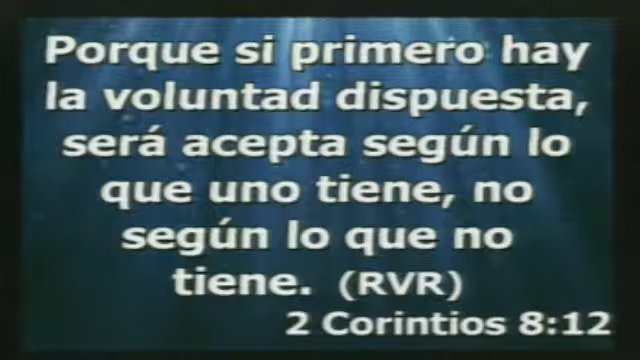 Porque si primero hay
la voluntad dispuesta,
será acepta según lo
que uno tiene, no
según lo que no
tiene. (RVR)
2 Corintios 8:12